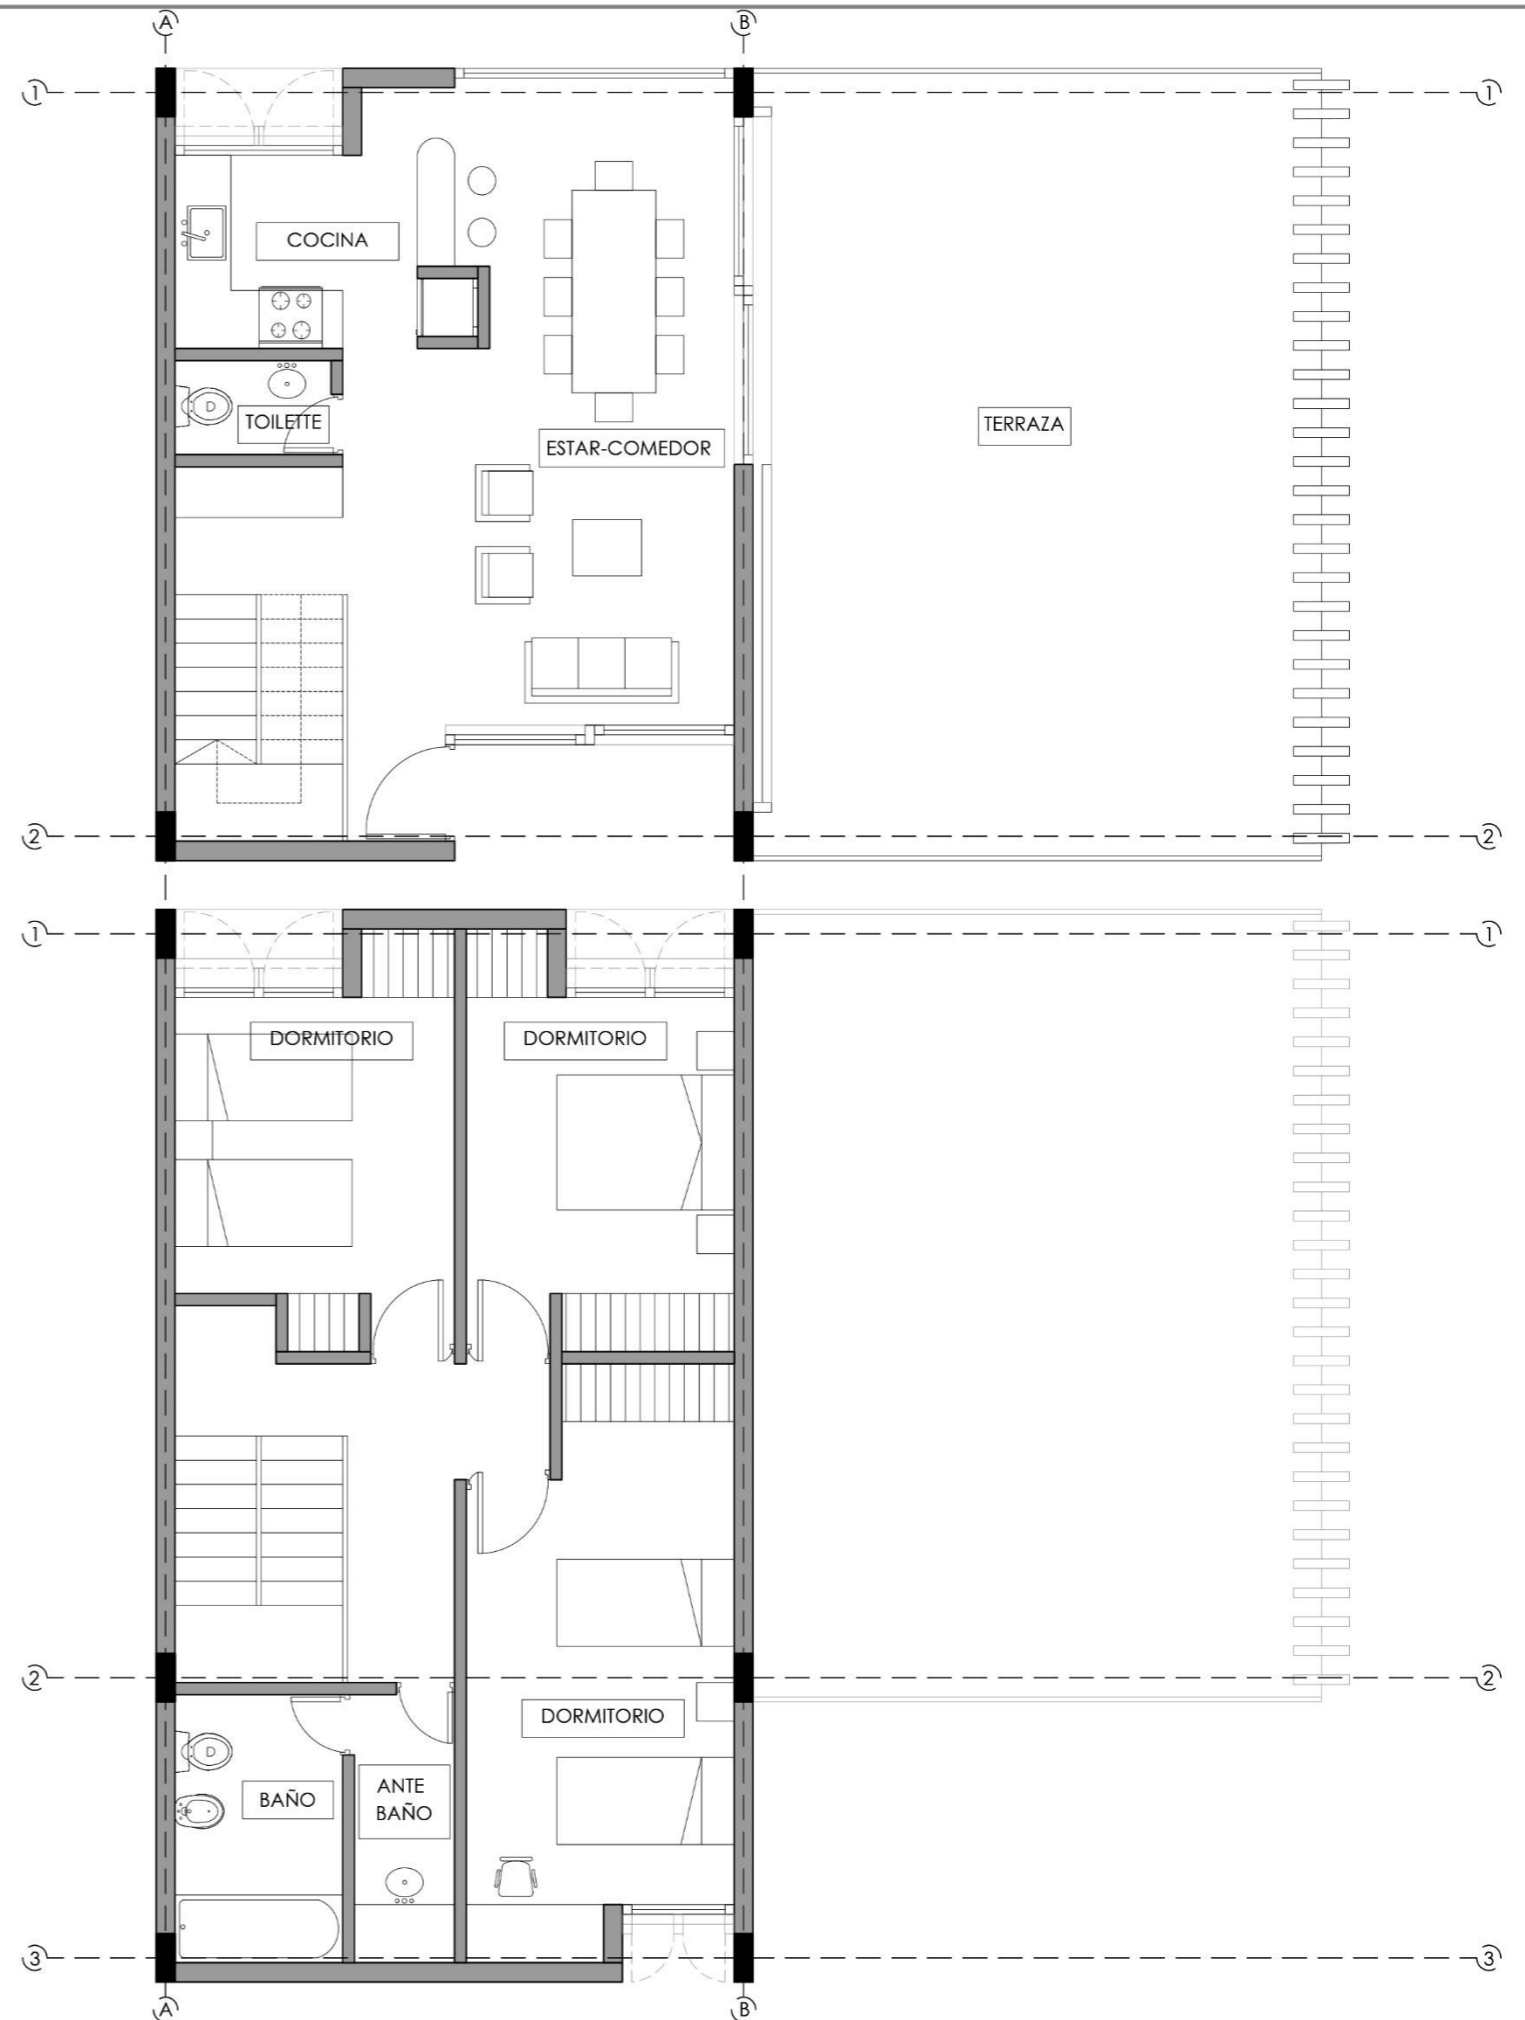 A B
1 1
COCINA
TOILETTE
ESTAR-COMEDOR
TERRAZA
2 2
1 1
DORMITORIO DORMITORIO
2 2
DORMITORIO
BAÑO
ANTE
BAÑO
3 3
A B